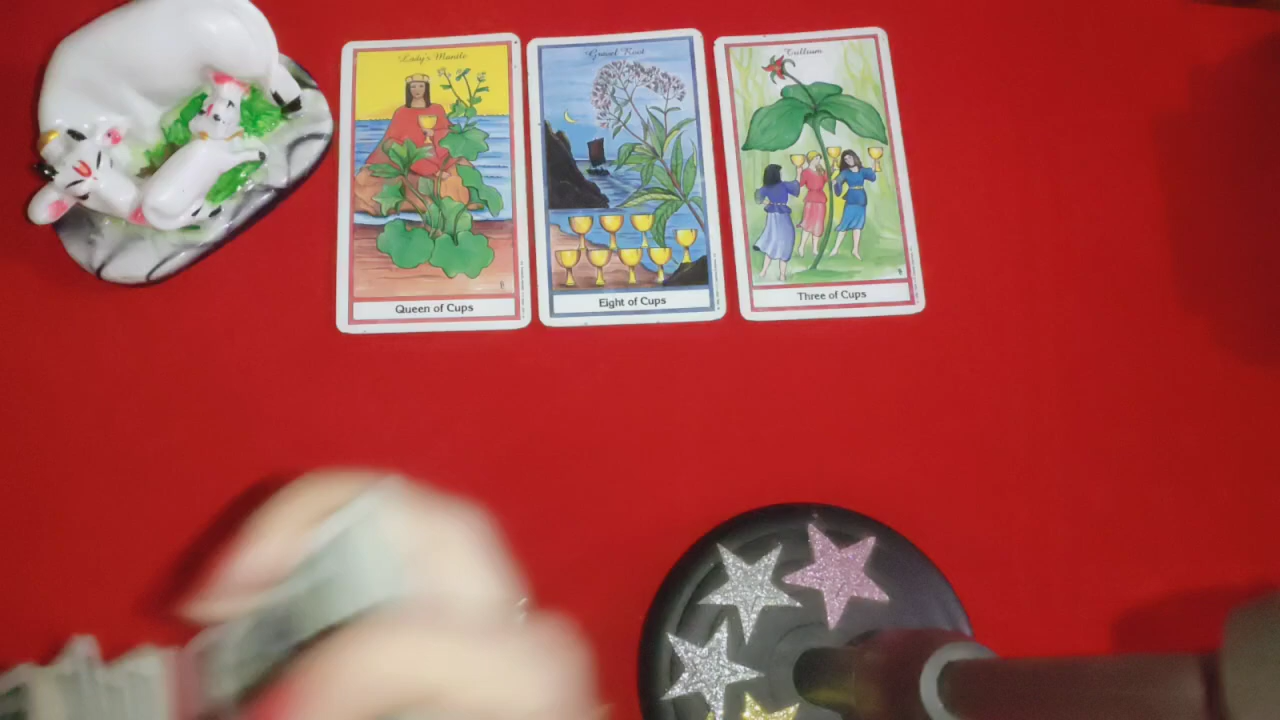 Lady's Mantle
Queen of Cups
Gravel Root
Eight of Cups
Trillium
Three of Cups